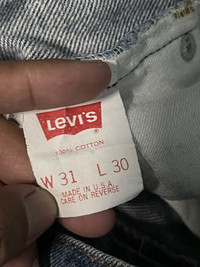 Levi's
100% COTTON
W 31 L 30
MADE IN U.S.A.
CARE ON REVERSE